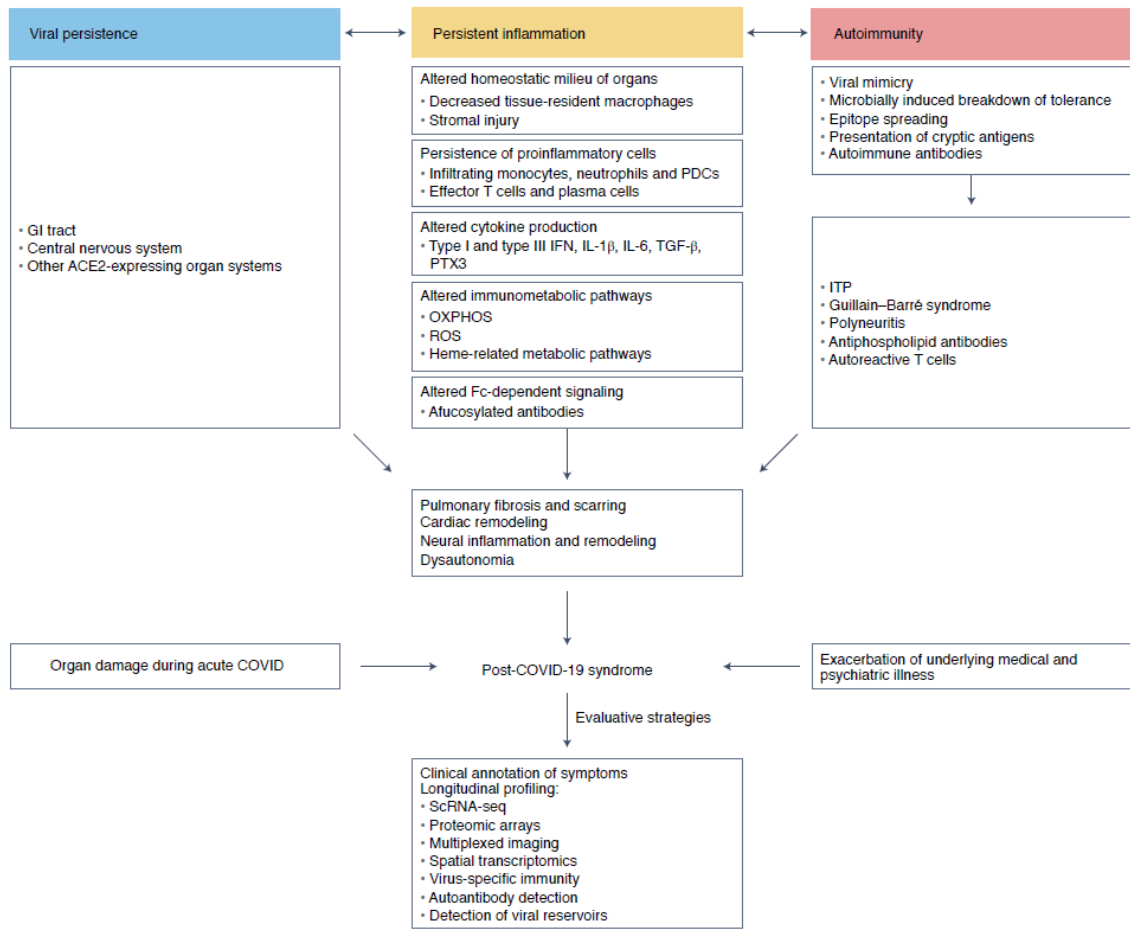 Viral persistence
Persistent inflammation
Autoimmunity
• GI tract
• Central nervous system
• Other ACE2-expressing organ systems
Altered homeostatic milieu of organs
• Decreased tissue-resident macrophages
• Stromal injury
Persistence of proinflammatory cells
• Infiltrating monocytes, neutrophils and PDCs
• Effector T cells and plasma cells
Altered cytokine production
• Type I and type III IFN, IL-1β, IL-6, TGF-β,
PTX3
Altered immunometabolic pathways
• OXPHOS
• ROS
• Heme-related metabolic pathways
Altered Fc-dependent signaling
• Afucosylated antibodies
• Viral mimicry
• Microbially induced breakdown of tolerance
• Epitope spreading
• Presentation of cryptic antigens
• Autoimmune antibodies
• ITP
• Guillain–Barré syndrome
• Polyneuritis
• Antiphospholipid antibodies
• Autoreactive T cells
Pulmonary fibrosis and scarring
Cardiac remodeling
Neural inflammation and remodeling
Dysautonomia
Organ damage during acute COVID
Post-COVID-19 syndrome
Exacerbation of underlying medical and
psychiatric illness
Evaluative strategies
Clinical annotation of symptoms
Longitudinal profiling:
• ScRNA-seq
• Proteomic arrays
• Multiplexed imaging
• Spatial transcriptomics
• Virus-specific immunity
• Autoantibody detection
• Detection of viral reservoirs